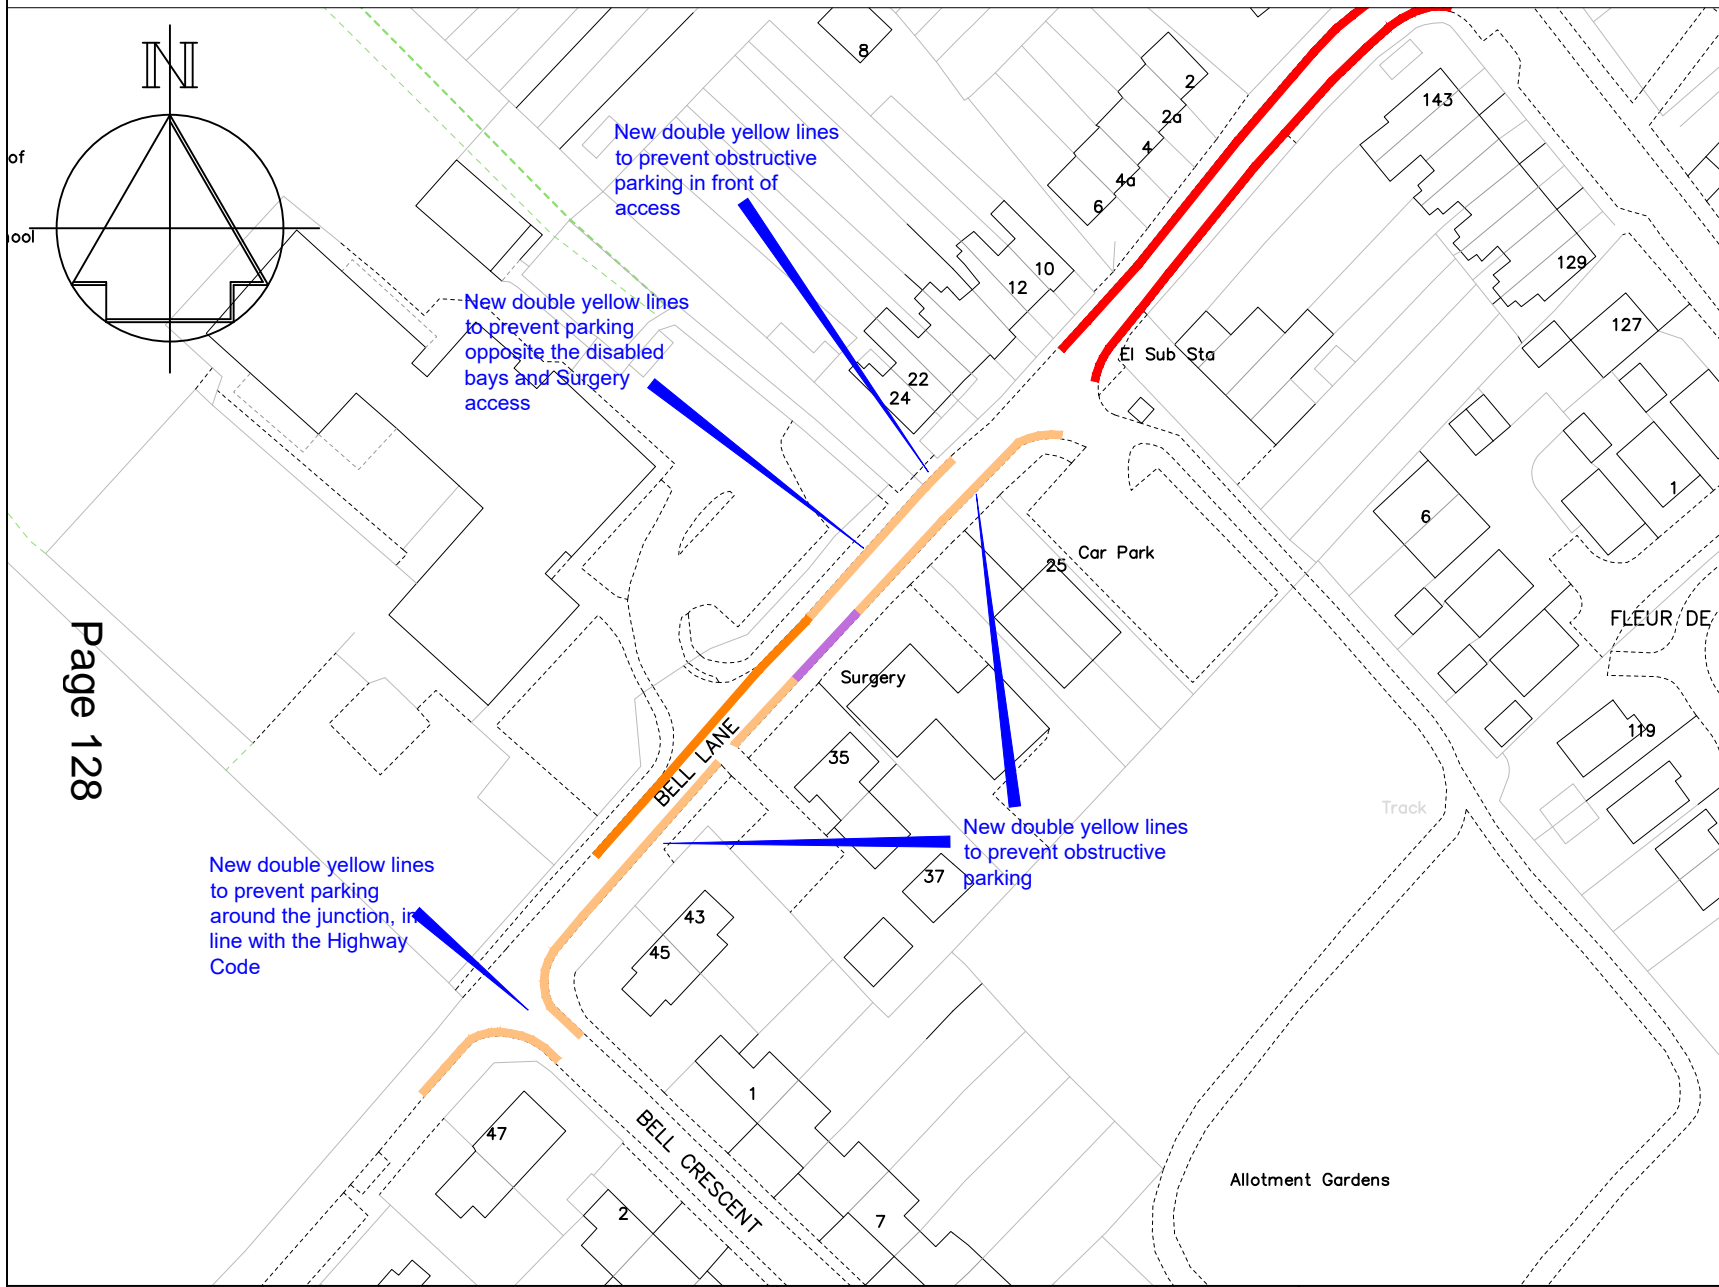 N
of
ool
8
2
2a
4
4a
6
143
129
127
10
12
22
24
New double yellow lines
to prevent obstructive
parking in front of
access
New double yellow lines
to prevent parking
opposite the disabled
bays and Surgery
access
El Sub Sta
1
6
25
Car Park
FLEUR DE
Page 128
Surgery
BELL LANE
35
119
Track
New double yellow lines
to prevent obstructive
parking
37
New double yellow lines
to prevent parking
around the junction, in
line with the Highway
Code
43
45
1
47
BELL CRESCENT
2
7
Allotment Gardens